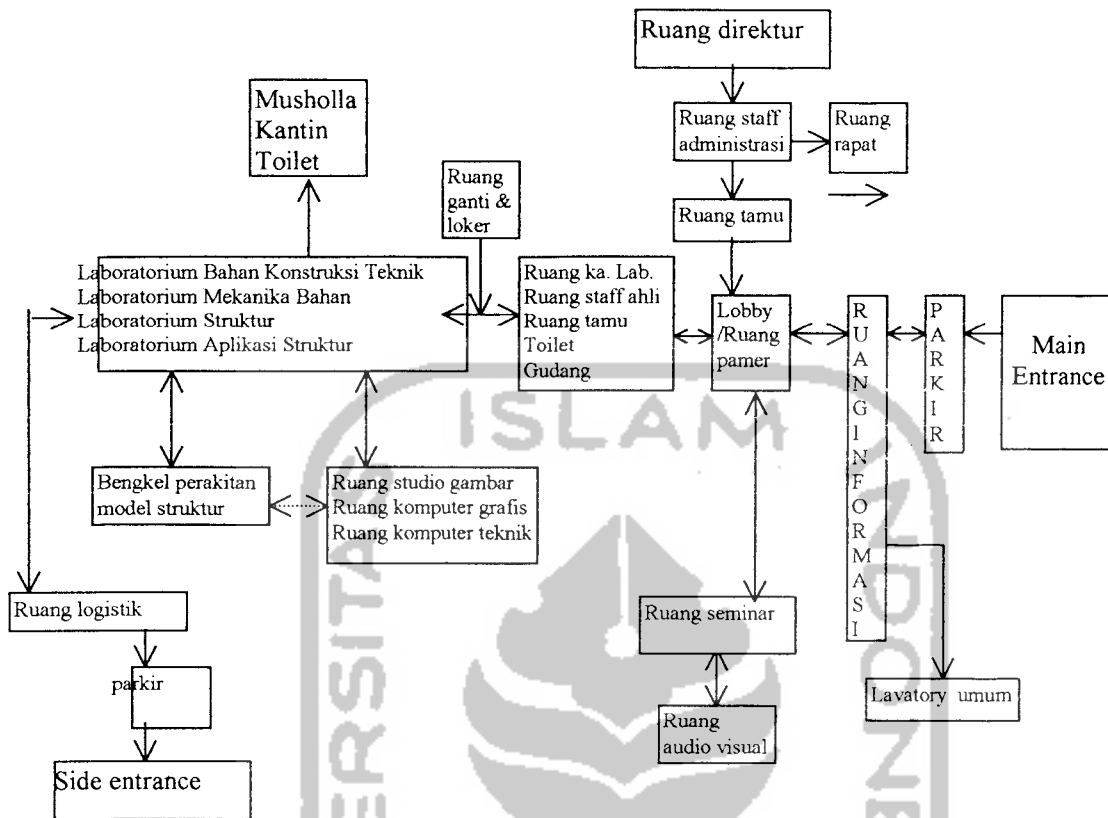 Ruang direktur
Ruang staff
administrasi
Ruang
rapat
Ruang tamu
Musholla
Kantin
Toilet
Ruang
ganti &
loker
Laboratorium Bahan Konstruksi Teknik
Laboratorium Mekanika Bahan
Laboratorium Struktur
Laboratorium Aplikasi Struktur
Ruang ka. Lab.
Ruang staff ahli
Ruang tamu
Toilet
Gudang
Lobby
/Ruang
pamer
RUANGINFORMASI
PARKIR
Main
Entrance
Bengkel perakitan
model struktur
Ruang studio gambar
Ruang komputer grafis
Ruang komputer teknik
Ruang logistik
parkir
Side entrance
Ruang seminar
Ruang
audio visual
Lavatory umum
ISLAM